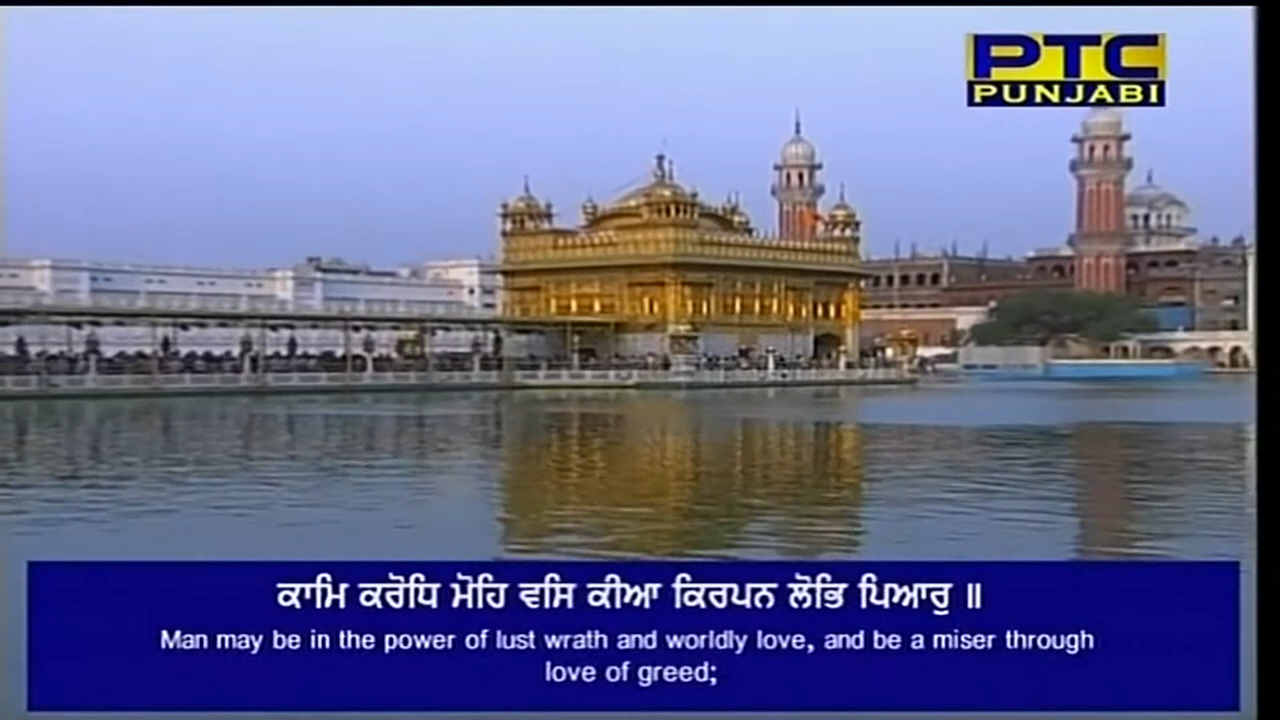 PTC
PUNJABI
ਕਾਮਿ ਕਰੋਧਿ ਮੋਹਿ ਵਸਿ ਕੀਆ ਕਿਰਪਨ ਲੋਭਿ ਪਿਆਰੁ ॥
Man may be in the power of lust wrath and worldly love, and be a miser through
love of greed;